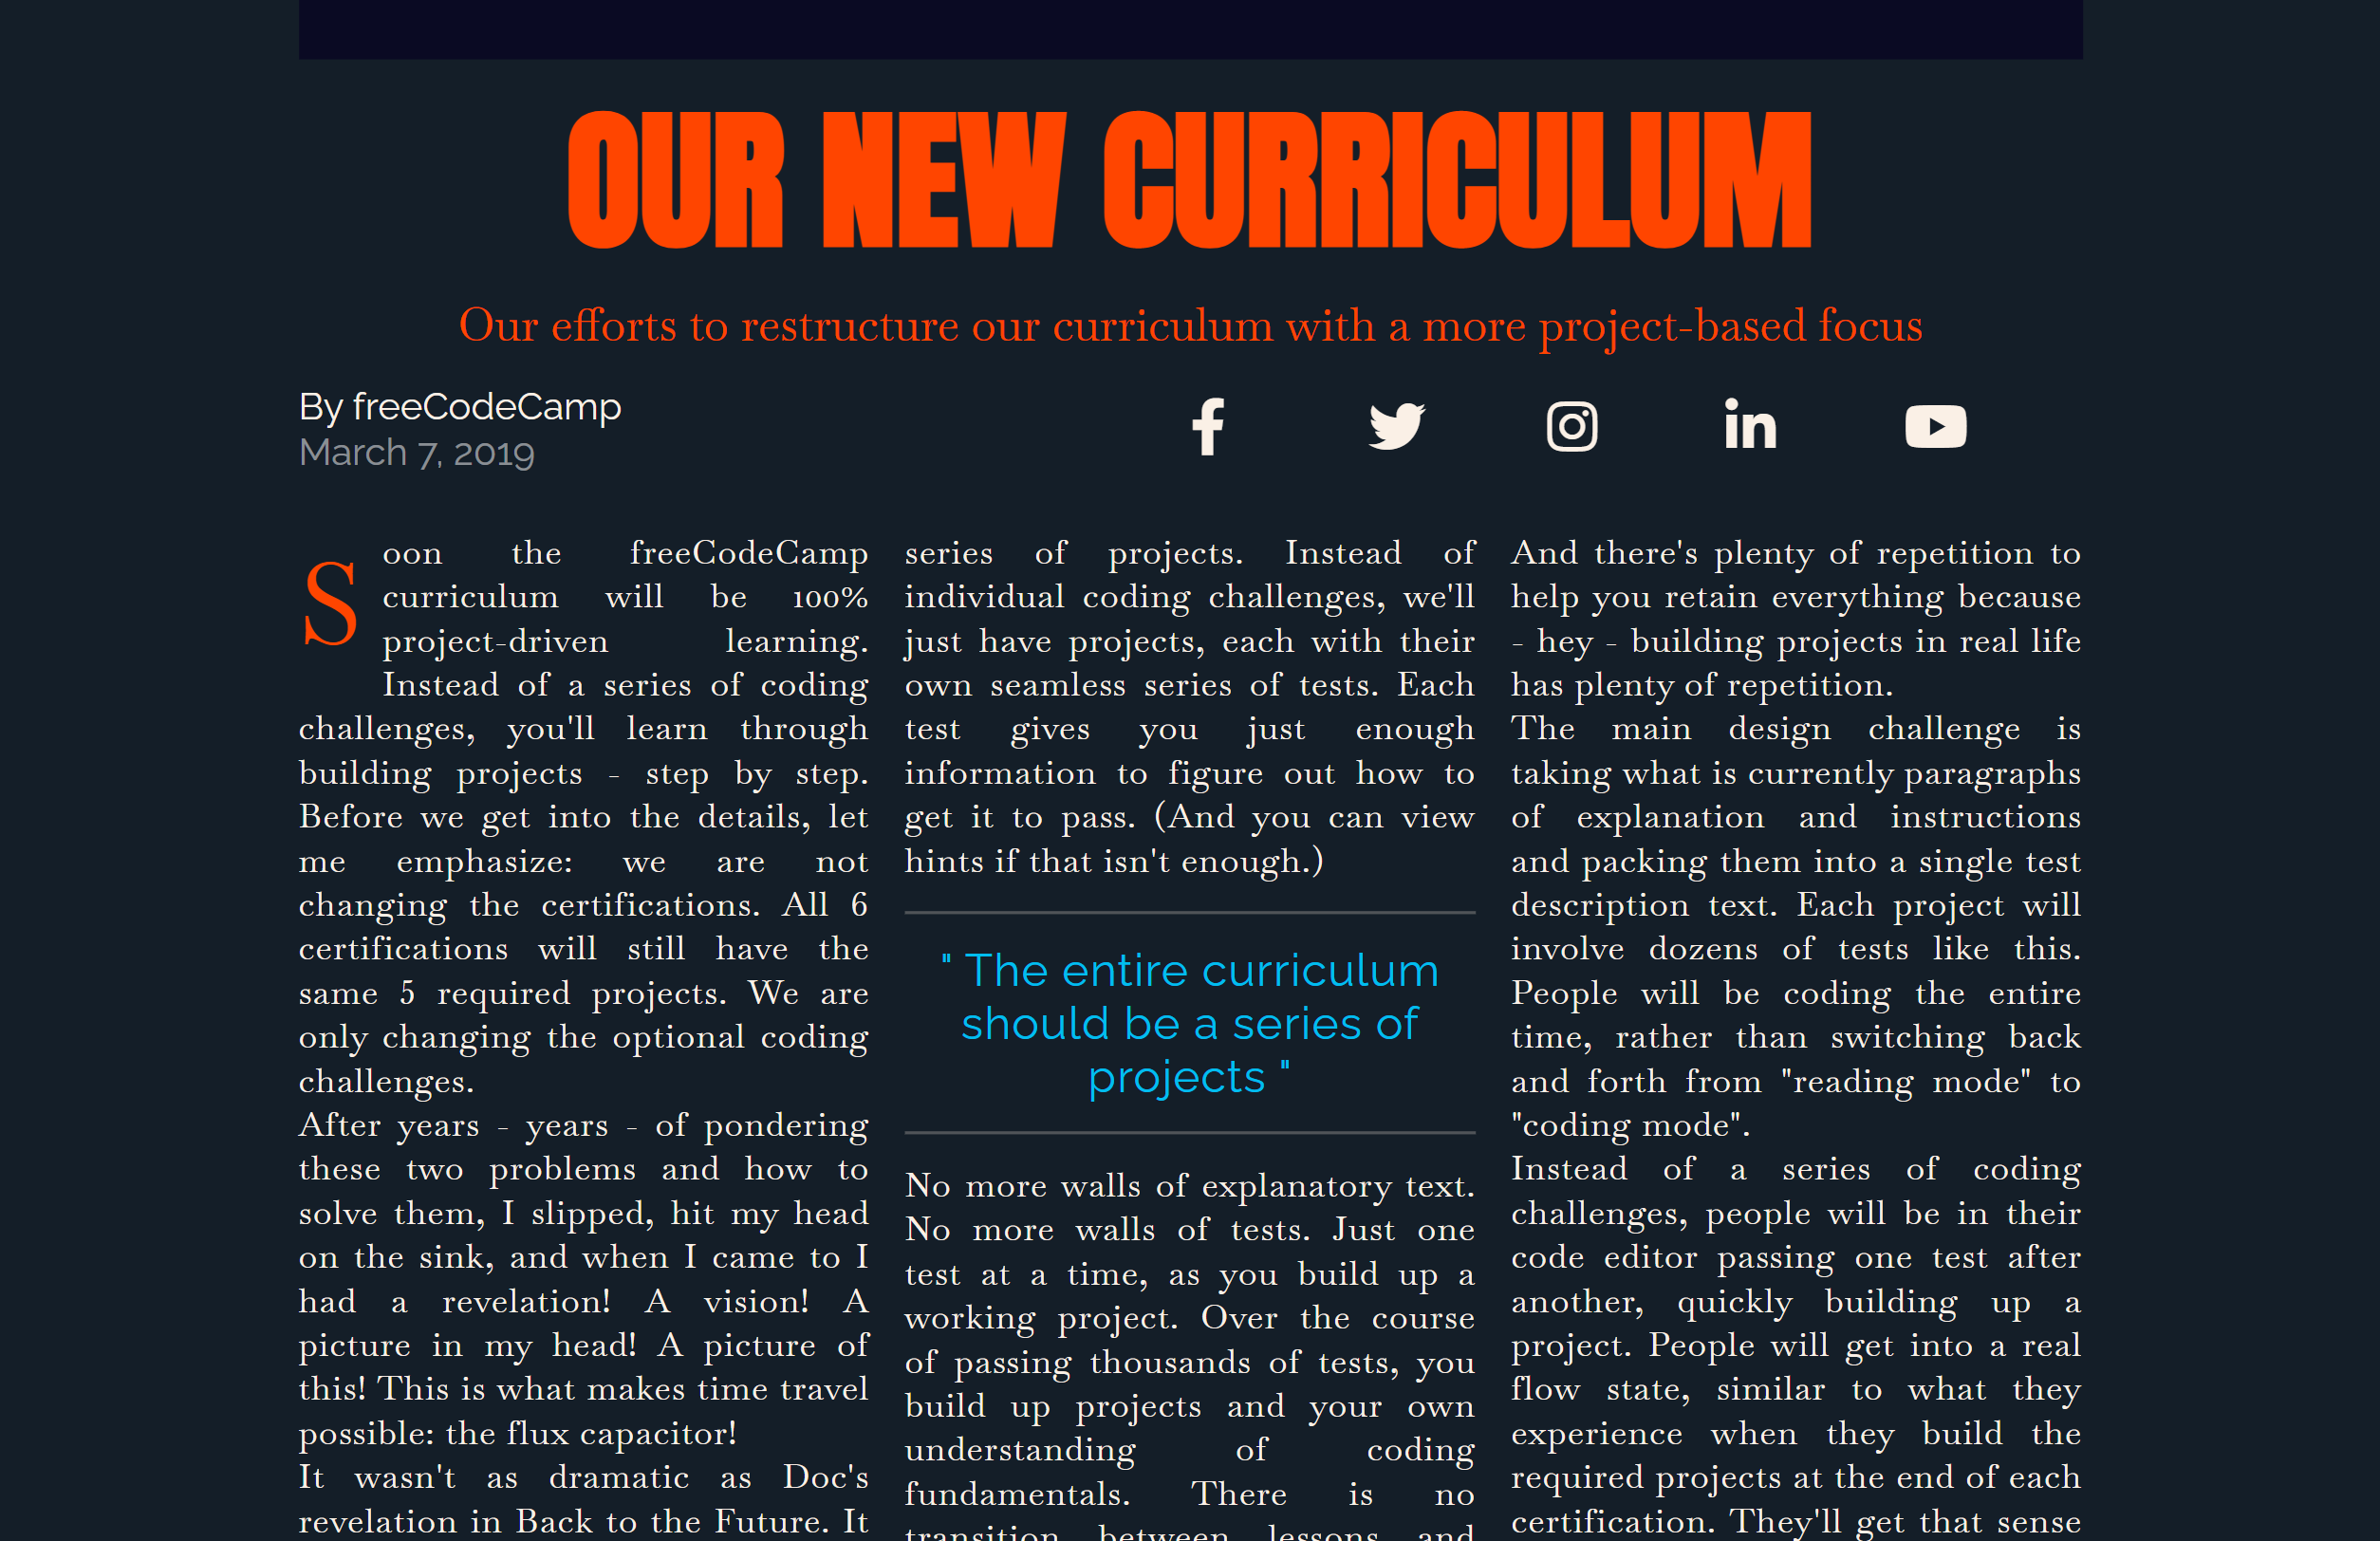 OUR NEW CURRICULUM
Our efforts to restructure our curriculum with a more project-based focus
By freeCodeCamp
March 7, 2019
Soon the freeCodeCamp
curriculum will be 100%
project-driven learning.
Instead of a series of coding
challenges, you'll learn through
building projects - step by step.
Before we get into the details, let
me emphasize: we are not
changing the certifications. All 6
certifications will still have the
same 5 required projects. We are
only changing the optional coding
challenges.
After years - years - of pondering
these two problems and how to
solve them, I slipped, hit my head
on the sink, and when I came to I
had a revelation! A vision! A
picture in my head! A picture of
this! This is what makes time travel
possible: the flux capacitor!
It wasn't as dramatic as Doc's
revelation in Back to the Future. It
series of projects. Instead of
individual coding challenges, we'll
just have projects, each with their
own seamless series of tests. Each
test gives you just enough
information to figure out how to
get it to pass. (And you can view
hints if that isn't enough.)
" The entire curriculum
should be a series of
projects "
No more walls of explanatory text.
No more walls of tests. Just one
test at a time, as you build up a
working project. Over the course
of passing thousands of tests, you
build up projects and your own
understanding of coding
fundamentals. There is no
transition between lessons and
And there's plenty of repetition to
help you retain everything because
- hey - building projects in real life
has plenty of repetition.
The main design challenge is
taking what is currently paragraphs
of explanation and instructions
and packing them into a single test
description text. Each project will
involve dozens of tests like this.
People will be coding the entire
time, rather than switching back
and forth from "reading mode" to
"coding mode".
Instead of a series of coding
challenges, people will be in their
code editor passing one test after
another, quickly building up a
project. People will get into a real
flow state, similar to what they
experience when they build the
required projects at the end of each
certification. They'll get that sense